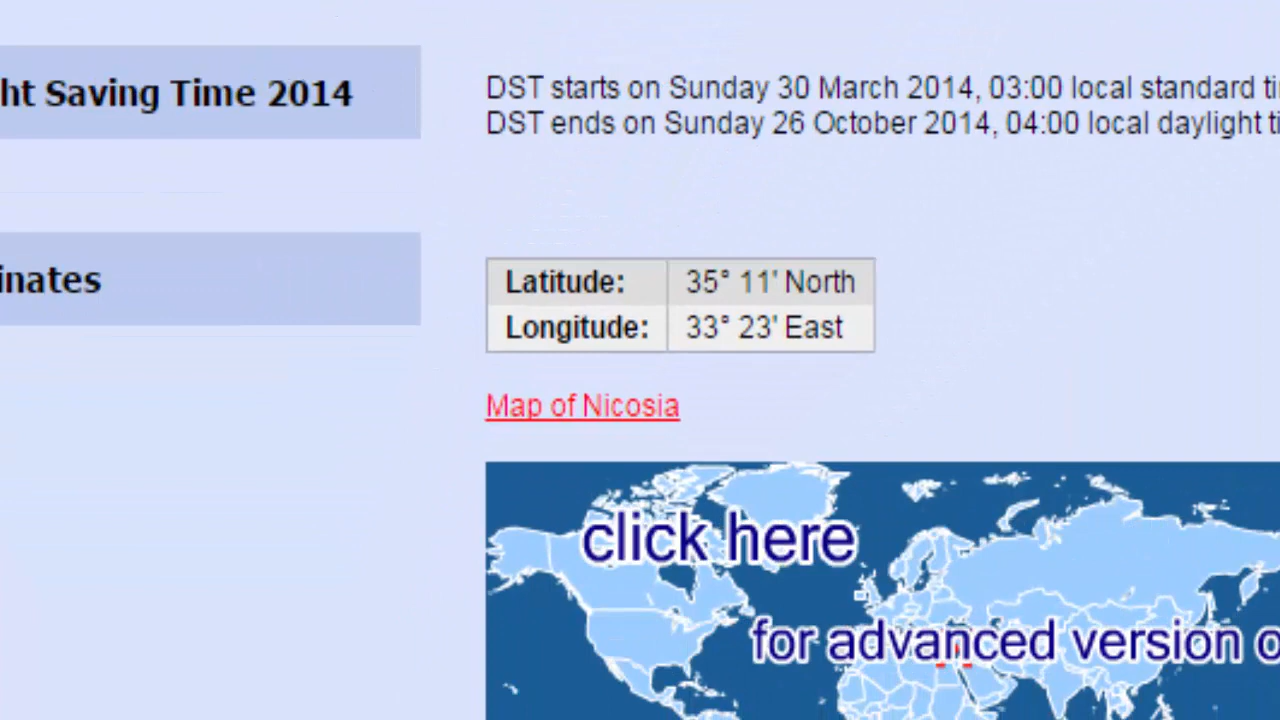 ht Saving Time 2014
DST starts on Sunday 30 March 2014, 03:00 local standard
DST ends on Sunday 26 October 2014, 04:00 local daylight
inates
Latitude: 35° 11' North
Longitude: 33° 23' East
Map of Nicosia
click here
for advanced version